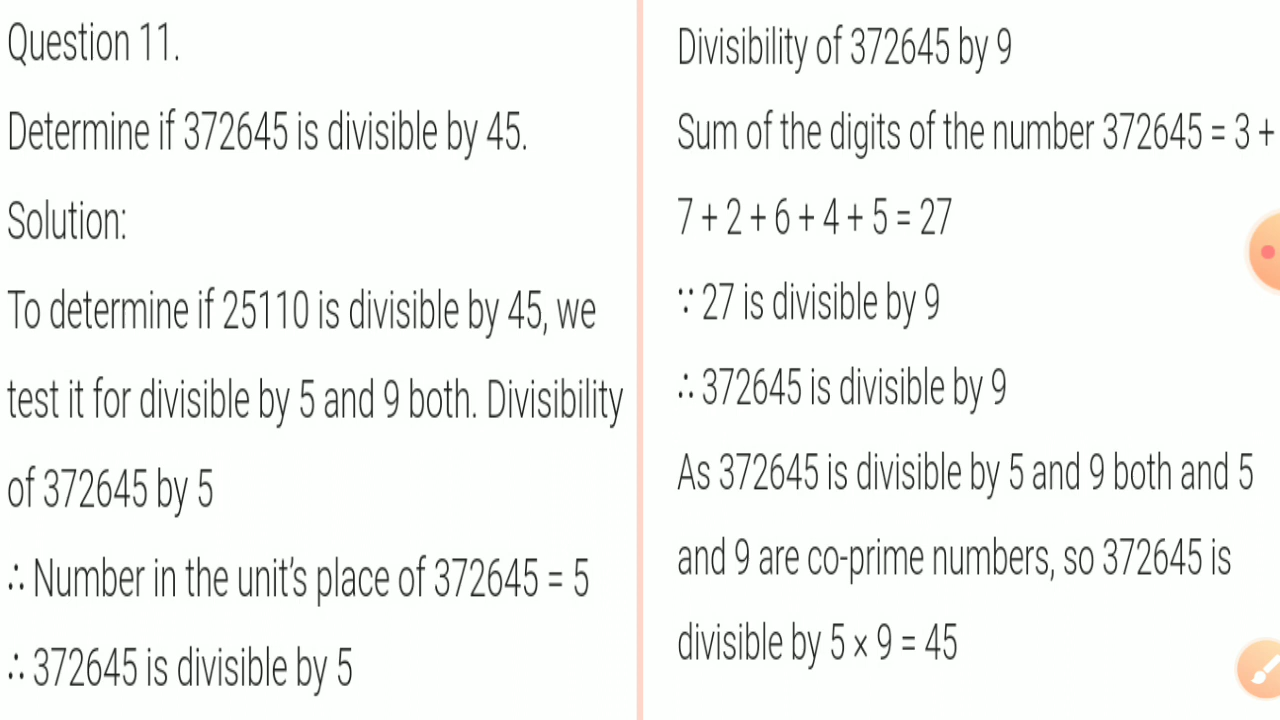 Question 11.
Determine if 372645 is divisible by 45.
Solution:
To determine if 25110 is divisible by 45, we
test it for divisible by 5 and 9 both. Divisibility
of 372645 by 5
∴ Number in the unit's place of 372645 = 5
∴ 372645 is divisible by 5
Divisibility of 372645 by 9
Sum of the digits of the number 372645 = 3 +
7 + 2 + 6 + 4 + 5 = 27
∵ 27 is divisible by 9
∴ 372645 is divisible by 9
As 372645 is divisible by 5 and 9 both and 5
and 9 are co-prime numbers, so 372645 is
divisible by 5 × 9 = 45